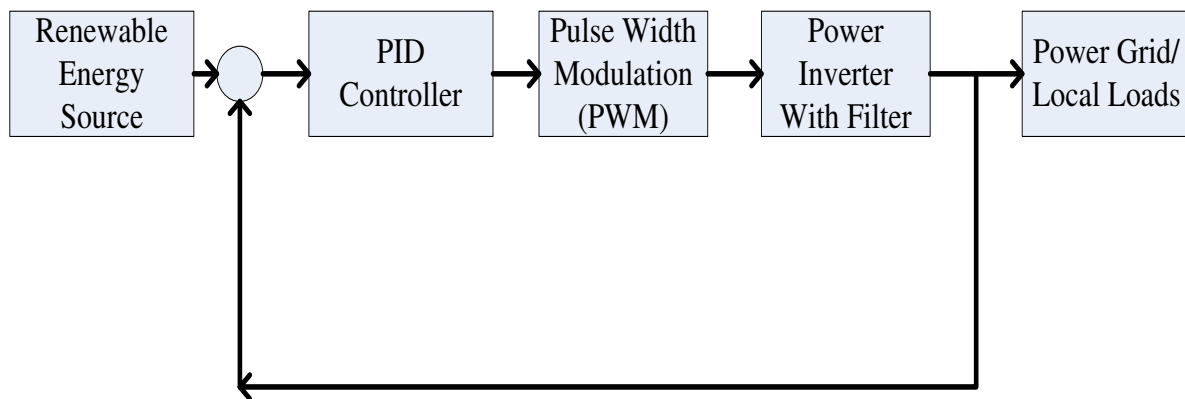 Renewable
Energy
Source
PID
Controller
Pulse Width
Modulation
(PWM)
Power
Inverter
With Filter
Power Grid/
Local Loads